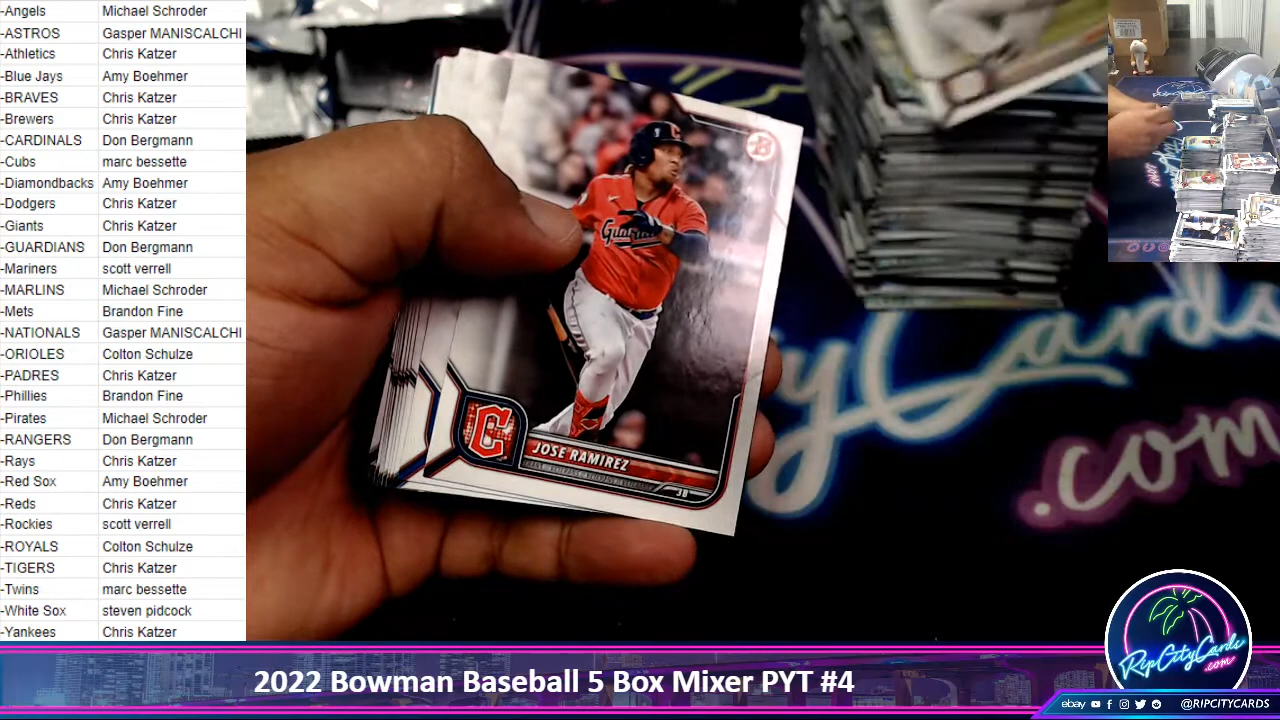 -Angels Michael Schroder
-ASTROS Gasper MANISCALCHI
-Athletics Chris Katzer
-Blue Jays Amy Boehmer
-BRAVES Chris Katzer
-Brewers Chris Katzer
-CARDINALS Don Bergmann
-Cubs marc bessette
-Diamondbacks Amy Boehmer
-Dodgers Chris Katzer
-Giants Chris Katzer
-GUARDIANS Don Bergmann
-Mariners scott verrell
-MARLINS Michael Schroder
-Mets Brandon Fine
-NATIONALS Gasper MANISCALCHI
-ORIOLES Colton Schulze
-PADRES Chris Katzer
-Phillies Brandon Fine
-Pirates Michael Schroder
-RANGERS Don Bergmann
-Rays Chris Katzer
-Red Sox Amy Boehmer
-Reds Chris Katzer
-Rockies scott verrell
-ROYALS Colton Schulze
-TIGERS Chris Katzer
-Twins marc bessette
-White Sox steven pidcock
-Yankees Chris Katzer
C
C
JOSE RAMIREZ
3B
yCards
.com
RipCityCards
.com
2022 Bowman Baseball 5 Box Mixer PYT #4
ebay @RIPCITYCARDS